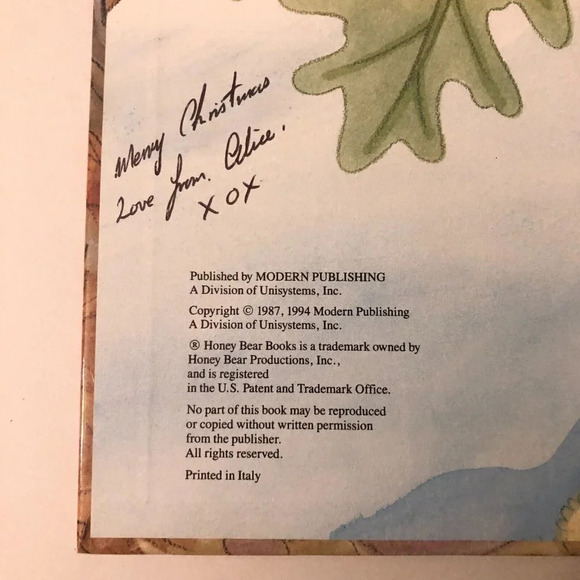 Merry Christmas
Love from. Alice.
XOX
Published by MODERN PUBLISHING
A Division of Unisystems, Inc.
Copyright © 1987, 1994 Modern Publishing
A Division of Unisystems, Inc.
® Honey Bear Books is a trademark owned by
Honey Bear Productions, Inc.,
and is registered
in the U.S. Patent and Trademark Office.
No part of this book may be reproduced
or copied without written permission
from the publisher.
All rights reserved.
Printed in Italy